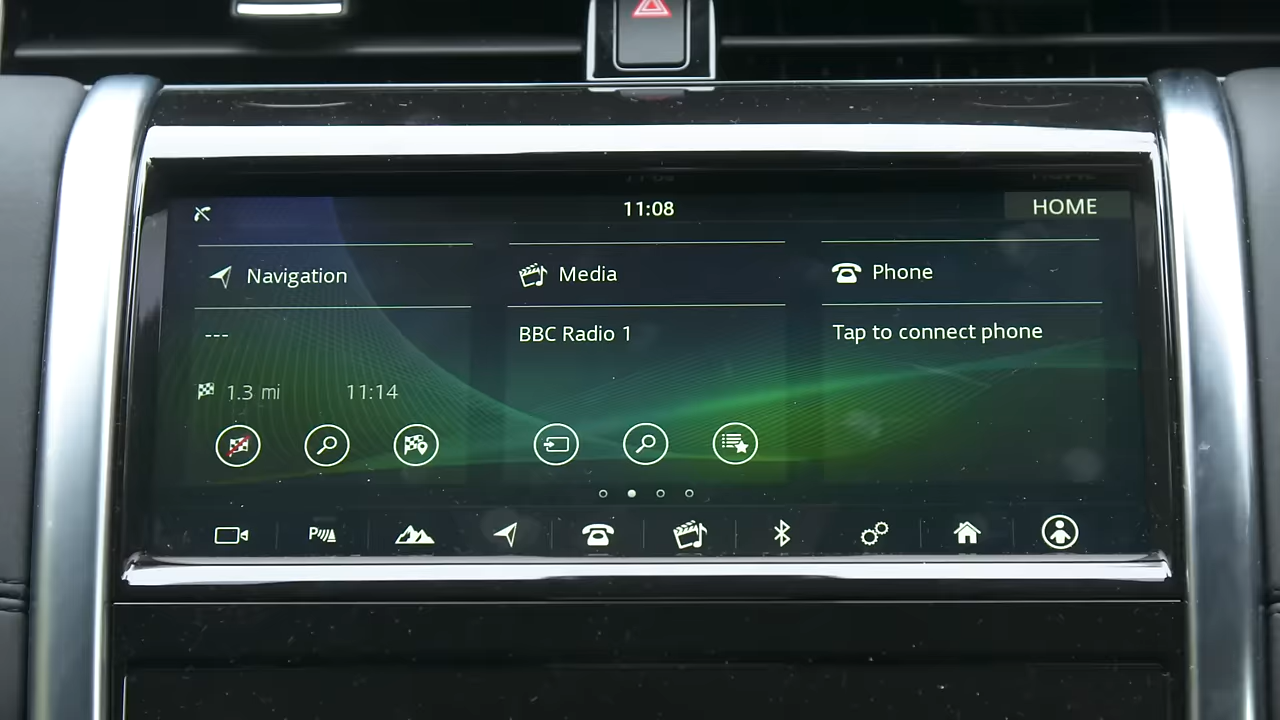 11:08
HOME
Navigation
Media
Phone
---
BBC Radio 1
Tap to connect phone
1.3 mi
11:14
P